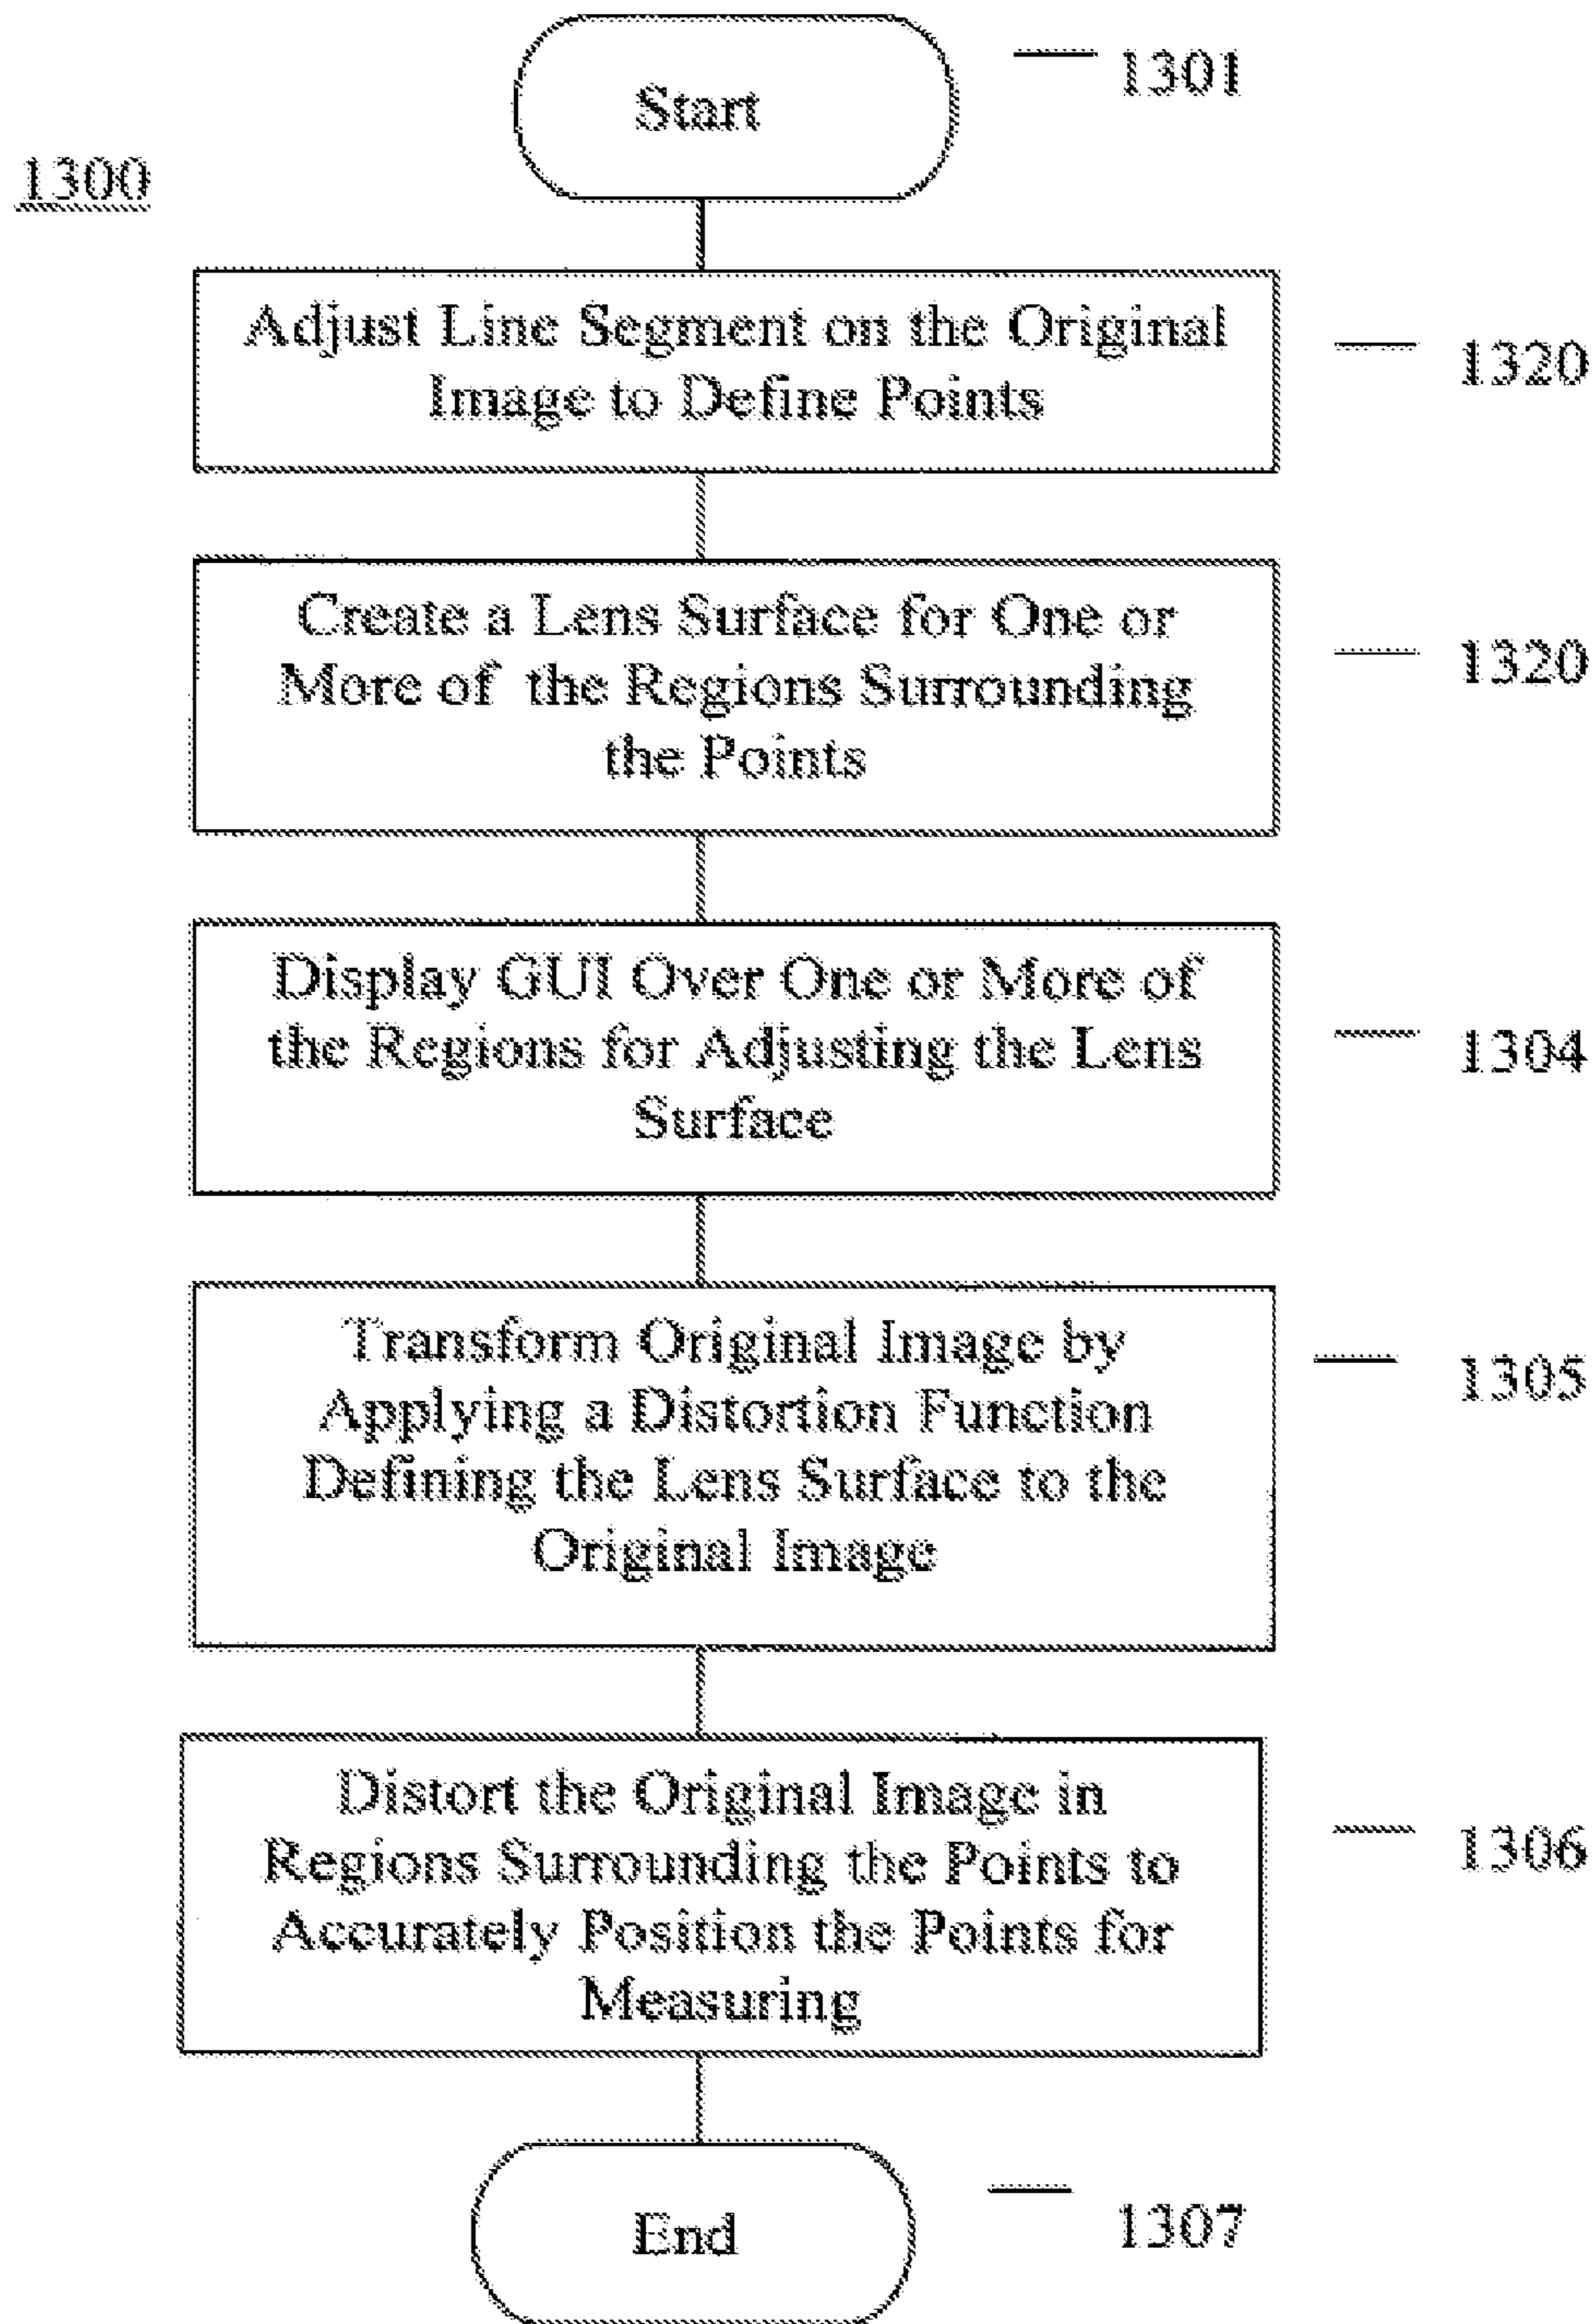 Start
1301
1300
Adjust Line Segment on the Original
Image to Define Points
1320
Create a Lens Surface for One or
More of the Regions Surrounding
the Points
1320
Display GUI Over One or More of
the Regions for Adjusting the Lens
Surface
1304
Transform Original Image by
Applying a Distortion Function
Defining the Lens Surface to the
Original Image
1305
Distort the Original Image in
Regions Surrounding the Points to
Accurately Position the Points for
Measuring
1306
End
1307